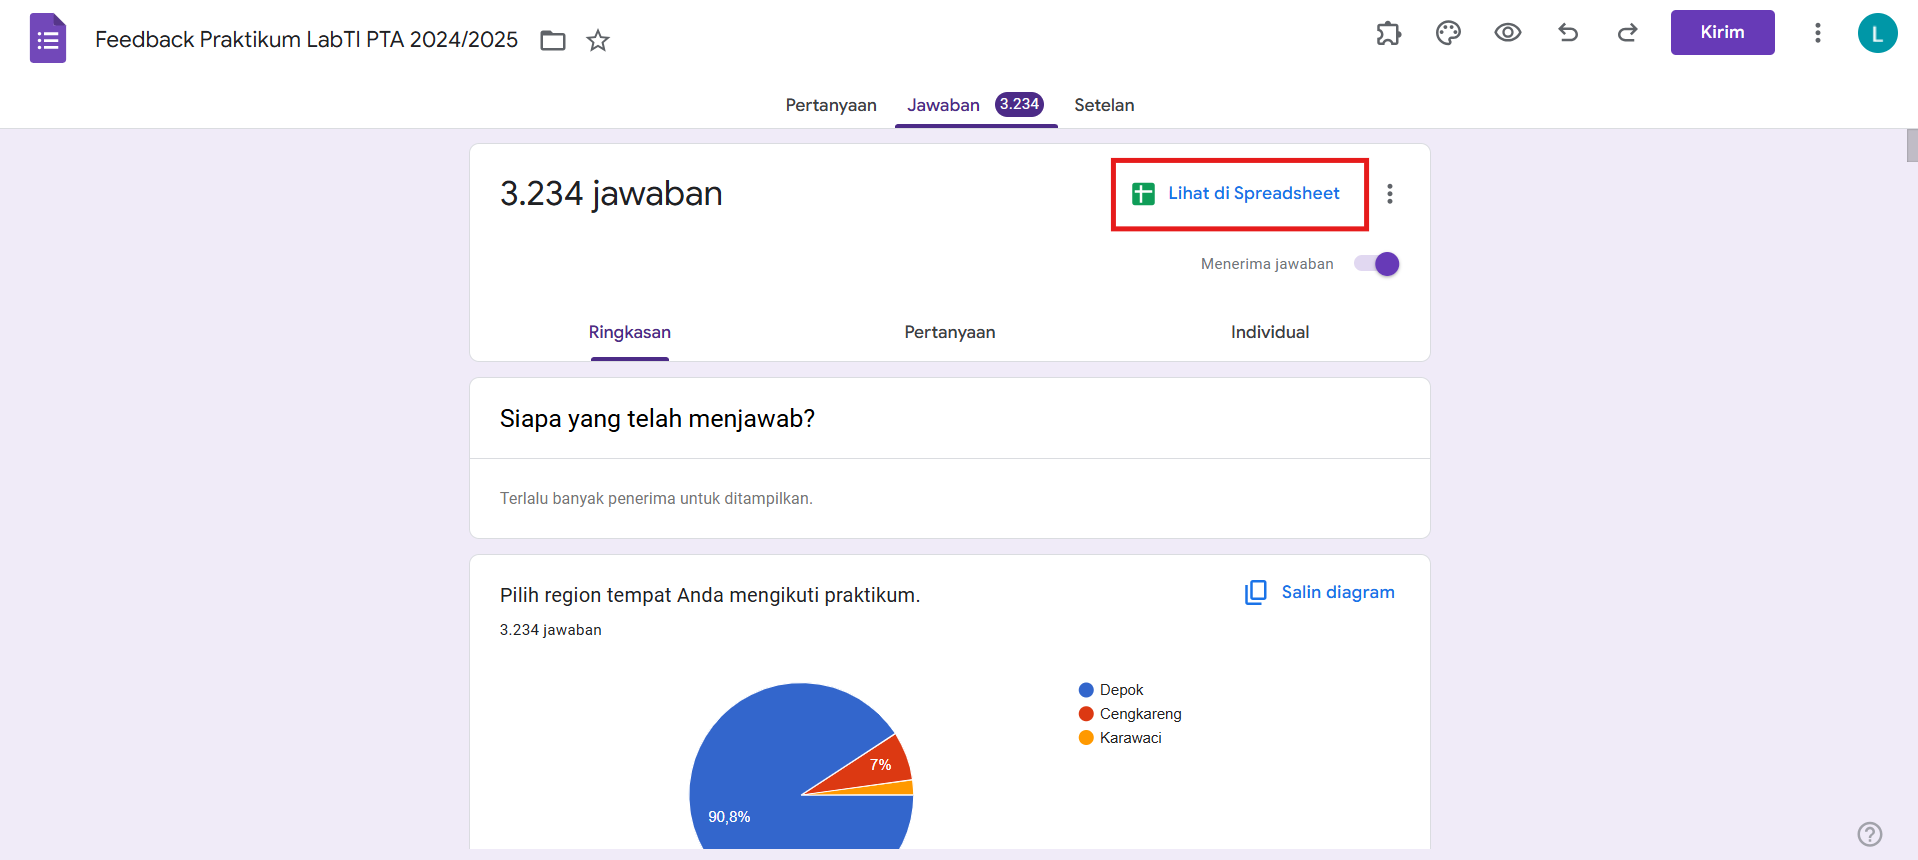 Feedback Praktikum LabTI PTA 2024/2025
Kirim
L
Pertanyaan Jawaban 3.234 Setelan
3.234 jawaban
Lihat di Spreadsheet
Menerima jawaban
Ringkasan Pertanyaan Individual
Siapa yang telah menjawab?
Terlalu banyak penerima untuk ditampilkan.
Pilih region tempat Anda mengikuti praktikum.
Salin diagram
3.234 jawaban
Depok
Cengkareng
Karawaci
7%
90,8%